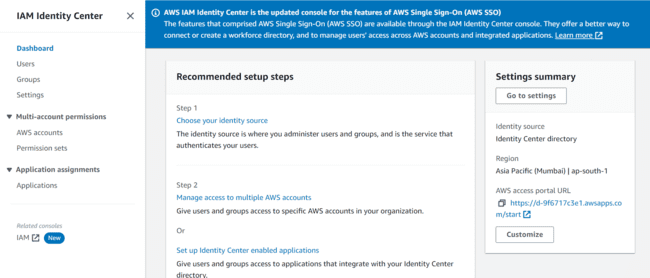 IAM Identity Center
Dashboard
Users
Groups
Settings
Multi-account permissions
AWS accounts
Permission sets
Application assignments
Applications
Related consoles
IAM
New
AWS IAM Identity Center is the updated console for the features of AWS Single Sign-On (AWS SSO)
The features that comprised AWS Single Sign-On (AWS SSO) are available through the IAM Identity Center console. They offer a better way to
connect or create a workforce directory, and to manage users' access across AWS accounts and integrated applications. Learn more
Recommended setup steps
Step 1
Choose your identity source
The identity source is where you administer users and groups, and is the service that
authenticates your users.
Step 2
Manage access to multiple AWS accounts
Give users and groups access to specific AWS accounts in your organization.
Or
Set up Identity Center enabled applications
Give users and groups access to applications that integrate with your Identity Center
directory.
Settings summary
Go to settings
Identity source
Identity Center directory
Region
Asia Pacific (Mumbai) | ap-south-1
AWS access portal URL
https://d-9f6717c3e1.awsapps.co
m/start
Customize